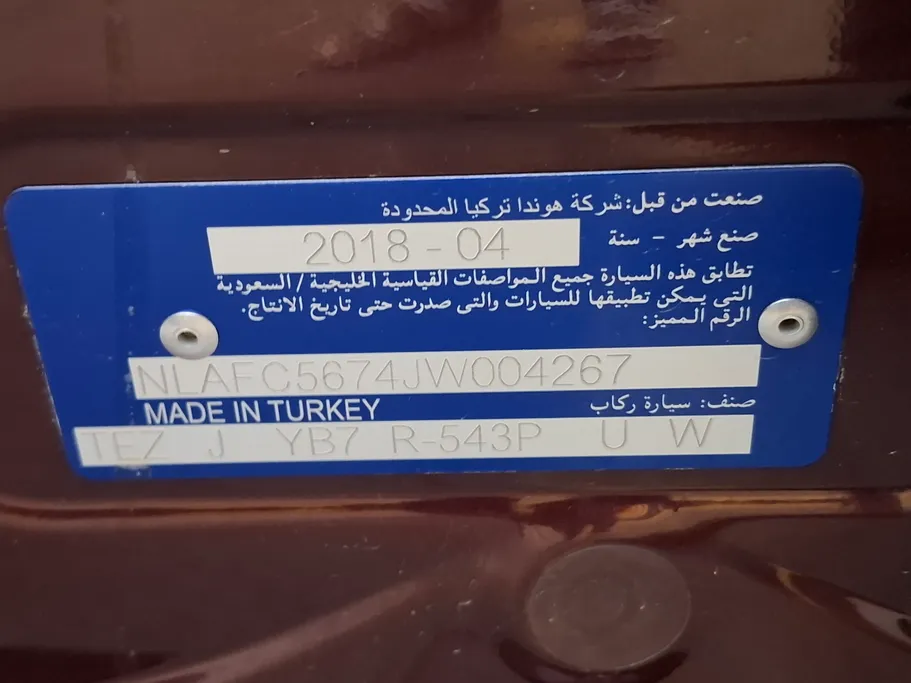 صنعت من قبل: شركة هوندا تركيا المحدودة
صنع شهر - سنة 2018 - 04
تطابق هذه السيارة جميع المواصفات القياسية الخليجية / السعودية
التي يمكن تطبيقها للسيارات والتى صدرت حتى تاريخ الانتاج.
الرقم المميز:
NLAFC5674JW004267
صنف: سيارة ركاب
MADE IN TURKEY
TEZ J YB7 R-543P U W